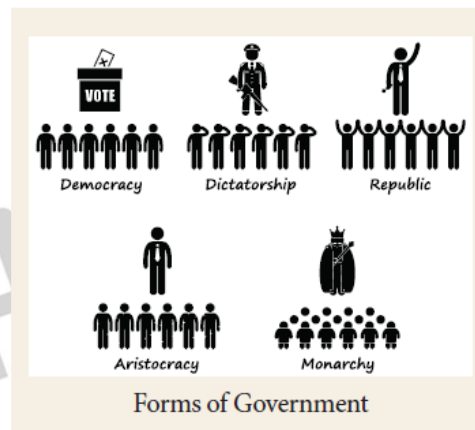 VOTE
Democracy Dictatorship Republic
Aristocracy Monarchy
Forms of Government